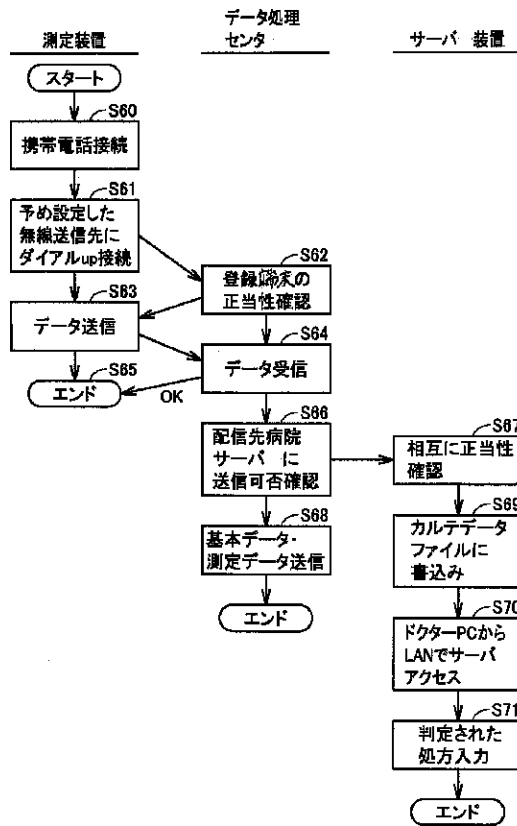 測定装置
データ処理
センタ
サーバ 装置
スタート
S60
携帯電話接続
S61
予め設定した
無線送信先に
ダイアルup接続
S62
登録端末の
正当性確認
S63
データ送信
S64
データ受信
S65
エンド
OK
S66
配信先病院
サーバ に
送信可否確認
S67
相互に正当性
確認
S68
基本データ・
測定データ送信
エンド
S69
カルテデータ
ファイルに
書込み
S70
ドクターPCから
LANでサーバ
アクセス
S71
判定された
処方入力
エンド